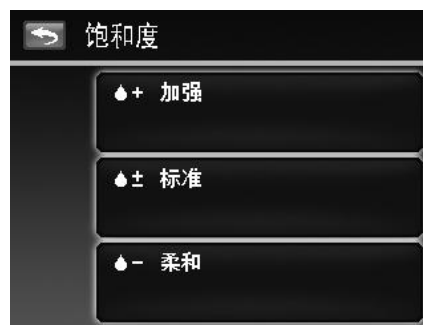 饱和度
+ 加强
± 标准
- 柔和